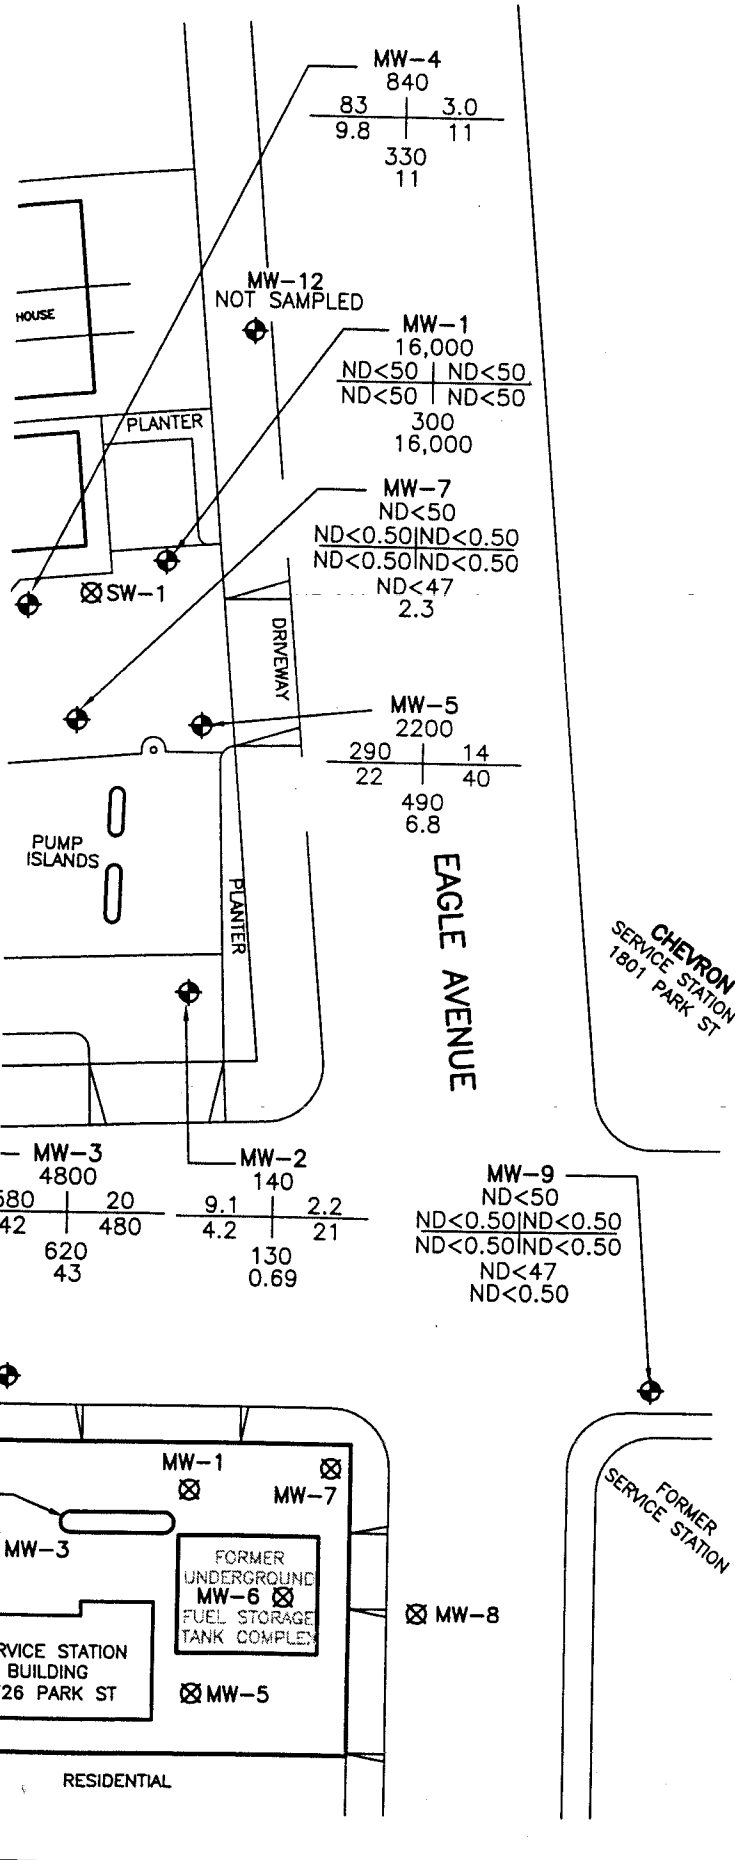 MW-4
840
83 3.0
9.8 11
330
11
MW-12
NOT SAMPLED
HOUSE
MW-1
16,000
ND<50 ND<50
ND<50 ND<50
300
16,000
PLANTER
MW-7
ND<50
ND<0.50 ND<0.50
ND<0.50 ND<0.50
ND<47
2.3
SW-1
DRIVEWAY
MW-5
2200
290 14
22 40
490
6.8
PUMP
ISLANDS
PLANTER
EAGLE AVENUE
CHEVRON
SERVICE STATION
1801 PARK ST
MW-3
4800
580 20
42 480
620
43
MW-2
140
9.1 2.2
4.2 21
130
0.69
MW-9
ND<50
ND<0.50 ND<0.50
ND<0.50 ND<0.50
ND<47
ND<0.50
MW-1
MW-7
MW-3
FORMER
UNDERGROUND
MW-6
FUEL STORAGE
TANK COMPLEX
MW-8
FORMER
SERVICE STATION
RVICE STATION
BUILDING
26 PARK ST
MW-5
RESIDENTIAL